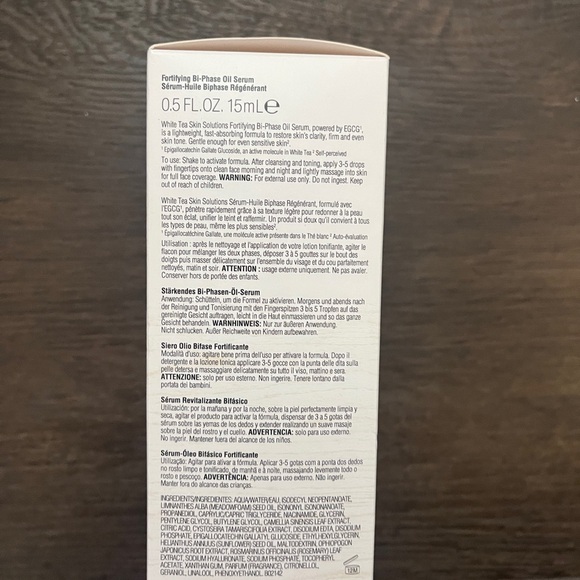 Fortifying Bi-Phase Oil Serum
Sérum-Huile Biphase Régénérant
0.5 FL.OZ. 15mL℮
White Tea Skin Solutions Fortifying Bi-Phase Oil Serum, powered by EGCG¹,
is a lightweight, fast-absorbing formula to restore skin's clarity, firm and even
skin tone. Gentle enough for even sensitive skin².
¹ Epigallocatechin Gallate Glucoside, an active molecule in White Tea ² Self-perceived
To use: Shake to activate formula. After cleansing and toning, apply 3-5 drops
with fingertips onto clean face morning and night and lightly massage into skin
for full face coverage. WARNING: For external use only. Do not ingest. Keep
out of reach of children.
White Tea Skin Solutions Sérum-Huile Biphase Régénérant, formulé avec
l'EGCG¹, pénètre rapidement grâce à sa texture légère pour redonner à la peau
tout son éclat, unifier le teint et raffermir. Un produit si doux qu'il convient à tous
les types de peau, même les plus sensibles².
¹ Epigallocatéchine Gallate, une molécule active présente dans le Thé blanc ² Auto-évaluation
Utilisation : après le nettoyage et l'application de votre lotion tonifiante, agiter le
flacon pour mélanger les deux phases, déposer 3 à 5 gouttes sur le bout des
doigts puis masser délicatement sur l'ensemble du visage et du cou parfaitement
nettoyés, matin et soir. ATTENTION : usage externe uniquement. Ne pas avaler.
Conserver hors de portée des enfants.
Stärkendes Bi-Phasen-Öl-Serum
Anwendung: Schütteln, um die Formel zu aktivieren. Morgens und abends nach
der Reinigung und Tonisierung mit den Fingerspitzen 3 bis 5 Tropfen auf das
gereinigte Gesicht auftragen, leicht in die Haut einmassieren und so das ganze
Gesicht behandeln. WARNHINWEIS: Nur zur äußeren Anwendung.
Nicht schlucken. Außer Reichweite von Kindern aufbewahren.
Siero Olio Bifase Fortificante
Modalità d'uso: agitare bene prima dell'uso per attivare la formula. Dopo il
detergente e la lozione tonica applicare 3-5 gocce con la punta delle dita sulla
pelle detersa e massaggiare delicatamente su tutto il viso, mattino e sera.
ATTENZIONE: solo per uso esterno. Non ingerire. Tenere lontano dalla
portata dei bambini.
Sérum Revitalizante Bifásico
Utilización: por la mañana y por la noche, sobre la piel perfectamente limpia y
seca, agitar el producto para activar la fórmula, dispensar de 3 a 5 gotas del
sérum sobre las yemas de los dedos y extender realizando un suave masaje
sobre la piel del rostro y el cuello. ADVERTENCIA: solo para uso externo.
No ingerir. Mantener fuera del alcance de los niños.
Sérum-Óleo Bifásico Fortificante
Utilização: Agitar para ativar a fórmula. Aplicar 3-5 gotas com a ponta dos dedos
no rosto limpo e tonificado, de manhã e à noite, massajando levemente todo o
rosto e pescoço. ADVERTÊNCIA: Apenas para uso externo. Não ingerir.
Manter fora do alcance das crianças.
INGREDIENTS/INGREDIENTES: AQUA/WATER/EAU, ISODECYL NEOPENTANOATE,
LIMNANTHES ALBA (MEADOWFOAM) SEED OIL, ISONONYL ISONONANOATE,
PROPANEDIOL, CAPRYLIC/CAPRIC TRIGLYCERIDE, NIACINAMIDE, GLYCERIN,
PENTYLENE GLYCOL, BUTYLENE GLYCOL, CAMELLIA SINENSIS LEAF EXTRACT,
CITRIC ACID, CYSTOSEIRA TAMARISCIFOLIA EXTRACT, DISODIUM EDTA, DISODIUM
PHOSPHATE, EPIGALLOCATECHIN GALLATYL GLUCOSIDE, ETHYLHEXYLGLYCERIN,
HELIANTHUS ANNUUS (SUNFLOWER) SEED OIL, MALTODEXTRIN, OPHIOPOGON
JAPONICUS ROOT EXTRACT, ROSMARINUS OFFICINALIS (ROSEMARY) LEAF
EXTRACT, SODIUM HYALURONATE, SODIUM PHOSPHATE, TOCOPHEROL,
XANTHAN GUM, PARFUM (FRAGRANCE), CITRONELLOL,
GERANIOL, LINALOOL, PHENOXYETHANOL. B02142
12M